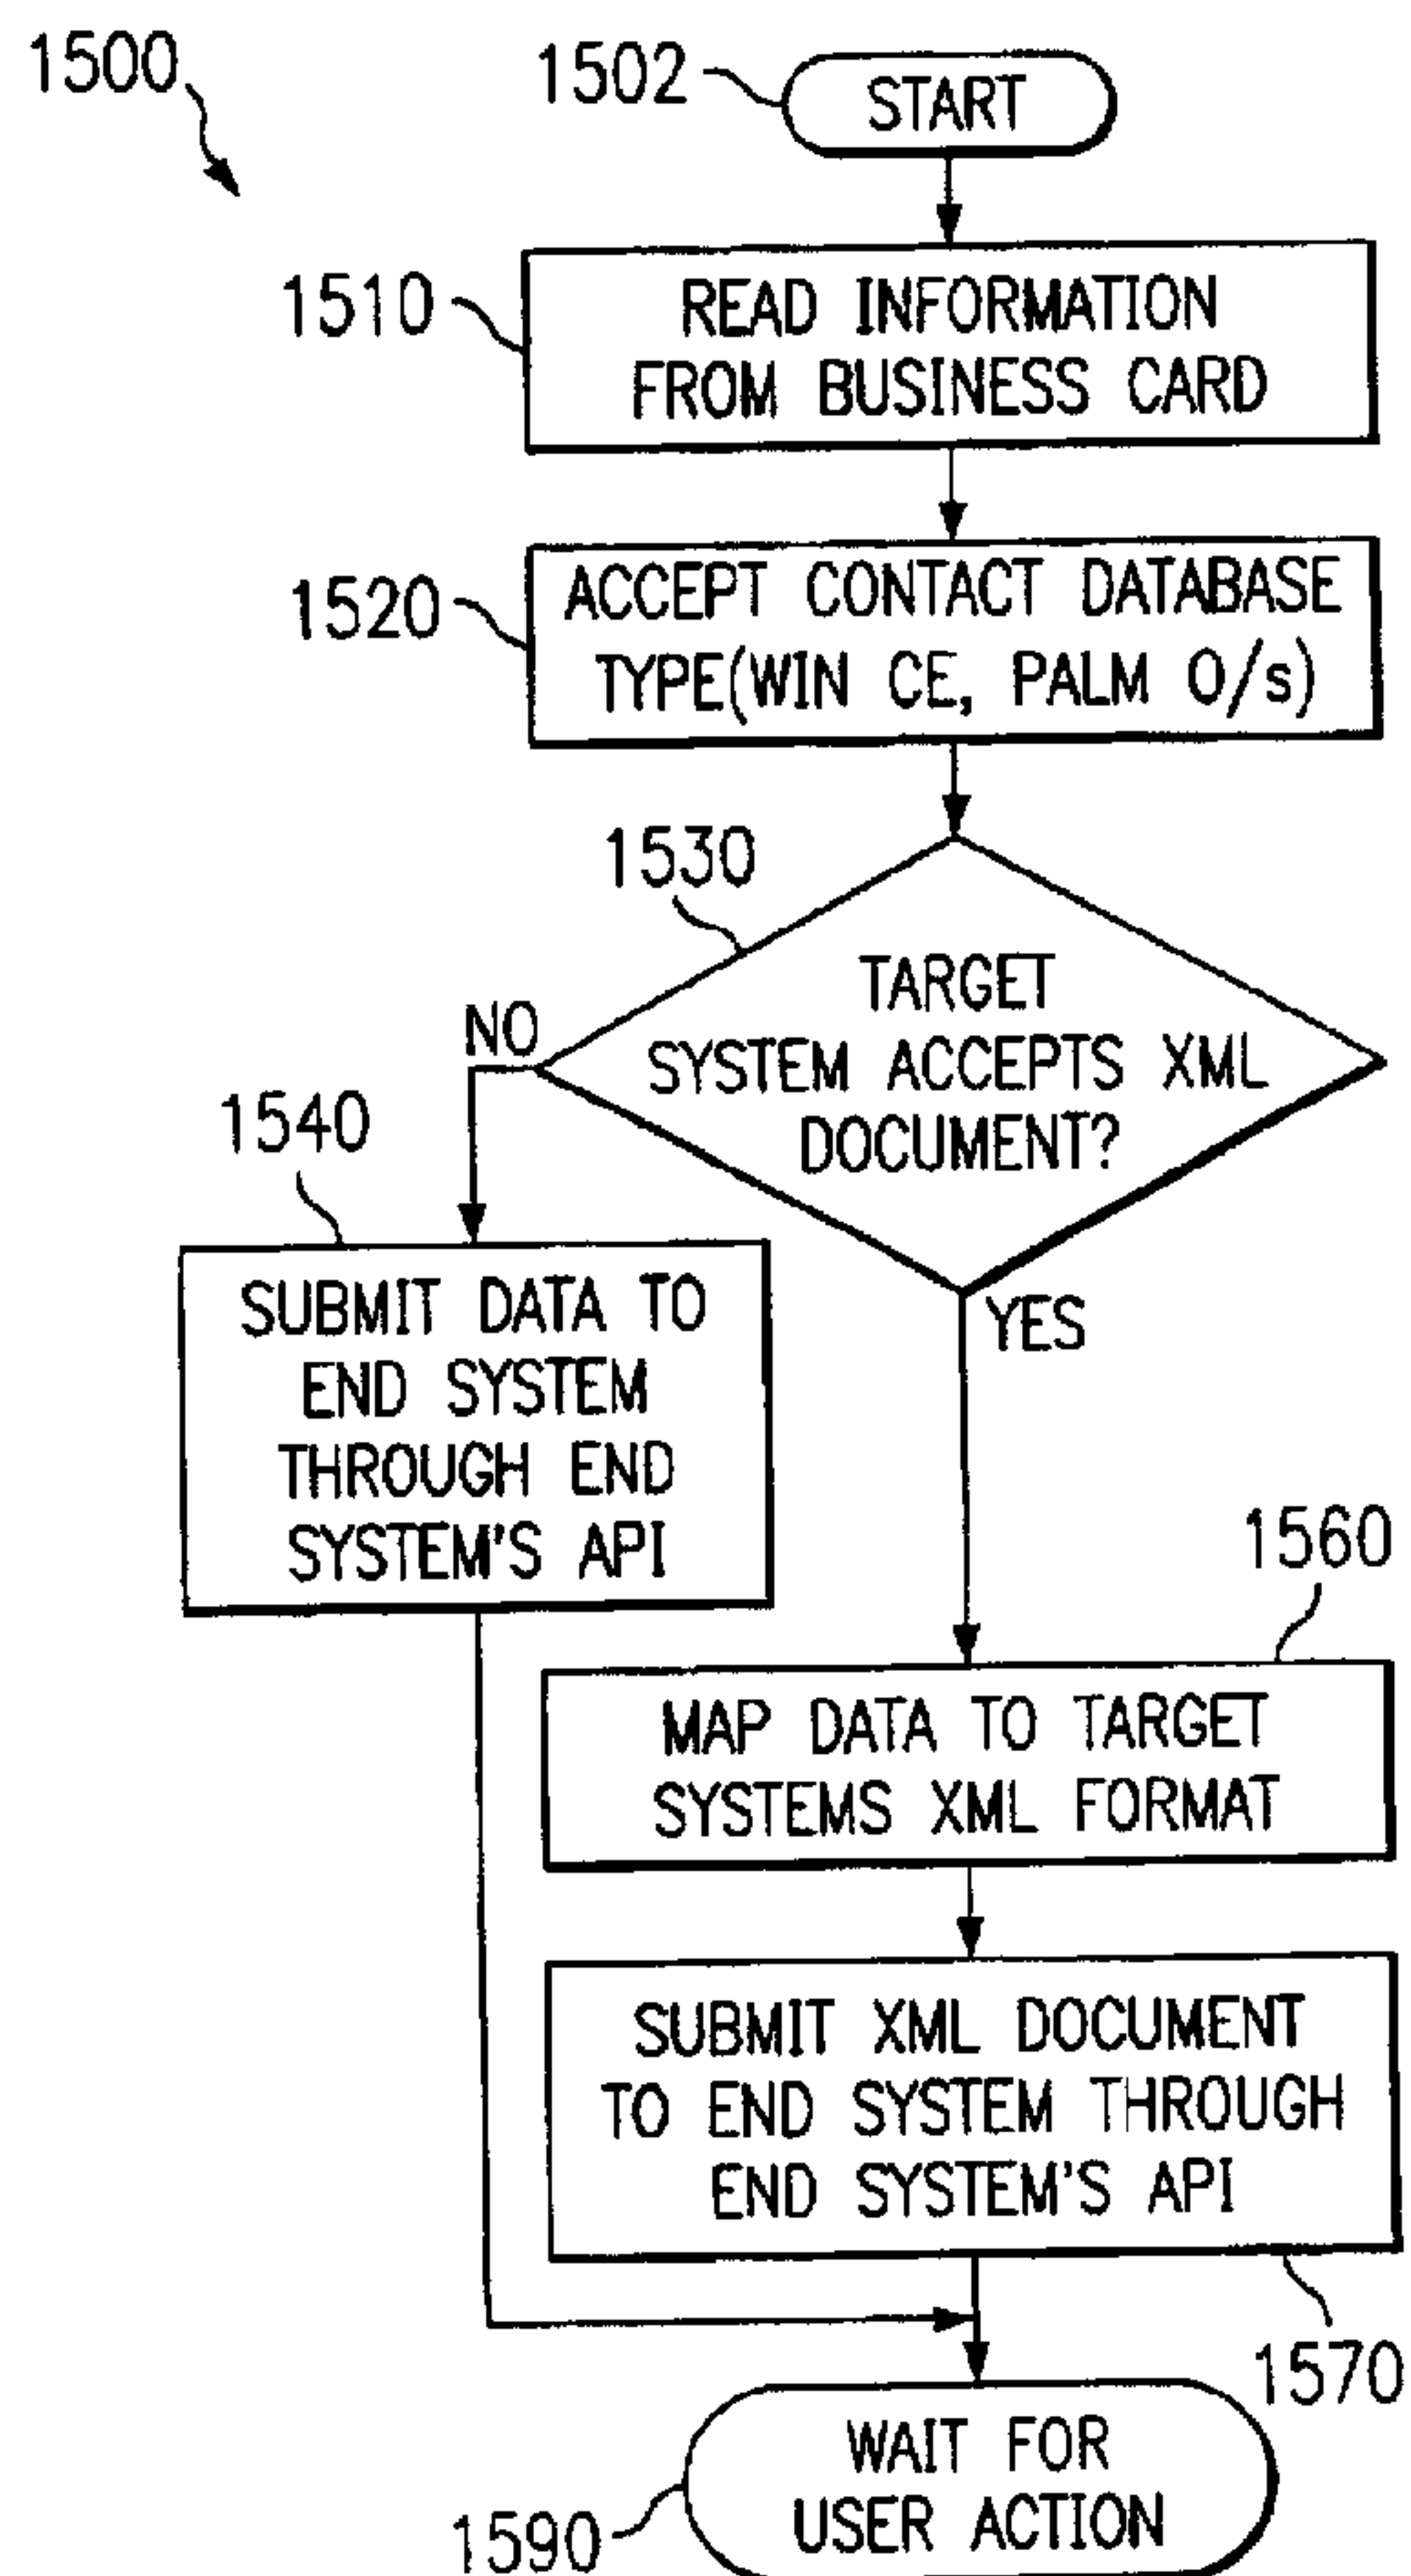 1500
1502
START
1510
READ INFORMATION
FROM BUSINESS CARD
1520
ACCEPT CONTACT DATABASE
TYPE(WIN CE, PALM O/s)
1530
TARGET
SYSTEM ACCEPTS XML
DOCUMENT?
NO
YES
1540
SUBMIT DATA TO
END SYSTEM
THROUGH END
SYSTEM'S API
1560
MAP DATA TO TARGET
SYSTEMS XML FORMAT
SUBMIT XML DOCUMENT
TO END SYSTEM THROUGH
END SYSTEM'S API
1570
WAIT FOR
USER ACTION
1590